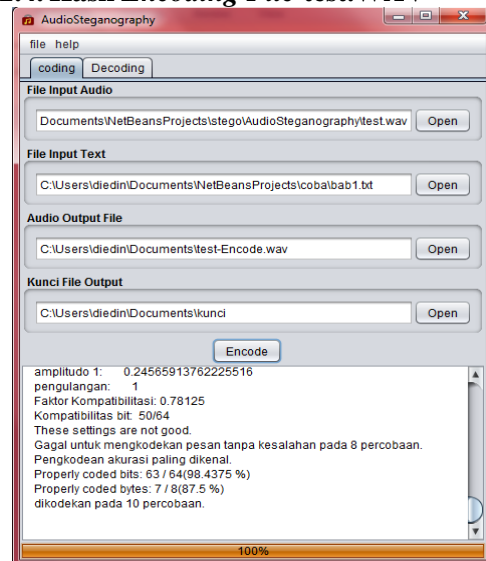 AudioSteganography
file help
coding Decoding
File Input Audio
Documents\NetBeansProjects\stego\AudioSteganography\test.wav Open
File Input Text
C:\Users\diedin\Documents\NetBeansProjects\coba\bab1.txt Open
Audio Output File
C:\Users\diedin\Documents\test-Encode.wav Open
Kunci File Output
C:\Users\diedin\Documents\kunci Open
Encode
amplitudo 1: 0.24565913762225516
pengulangan: 1
Faktor Kompatibilitasi: 0.78125
Kompatibilitas bit: 50/64
These settings are not good.
Gagal untuk mengkodekan pesan tanpa kesalahan pada 8 percobaan.
Pengkodean akurasi paling dikenal.
Properly coded bits: 63 / 64(98.4375 %)
Properly coded bytes: 7 / 8(87.5 %)
dikodekan pada 10 percobaan.
100%